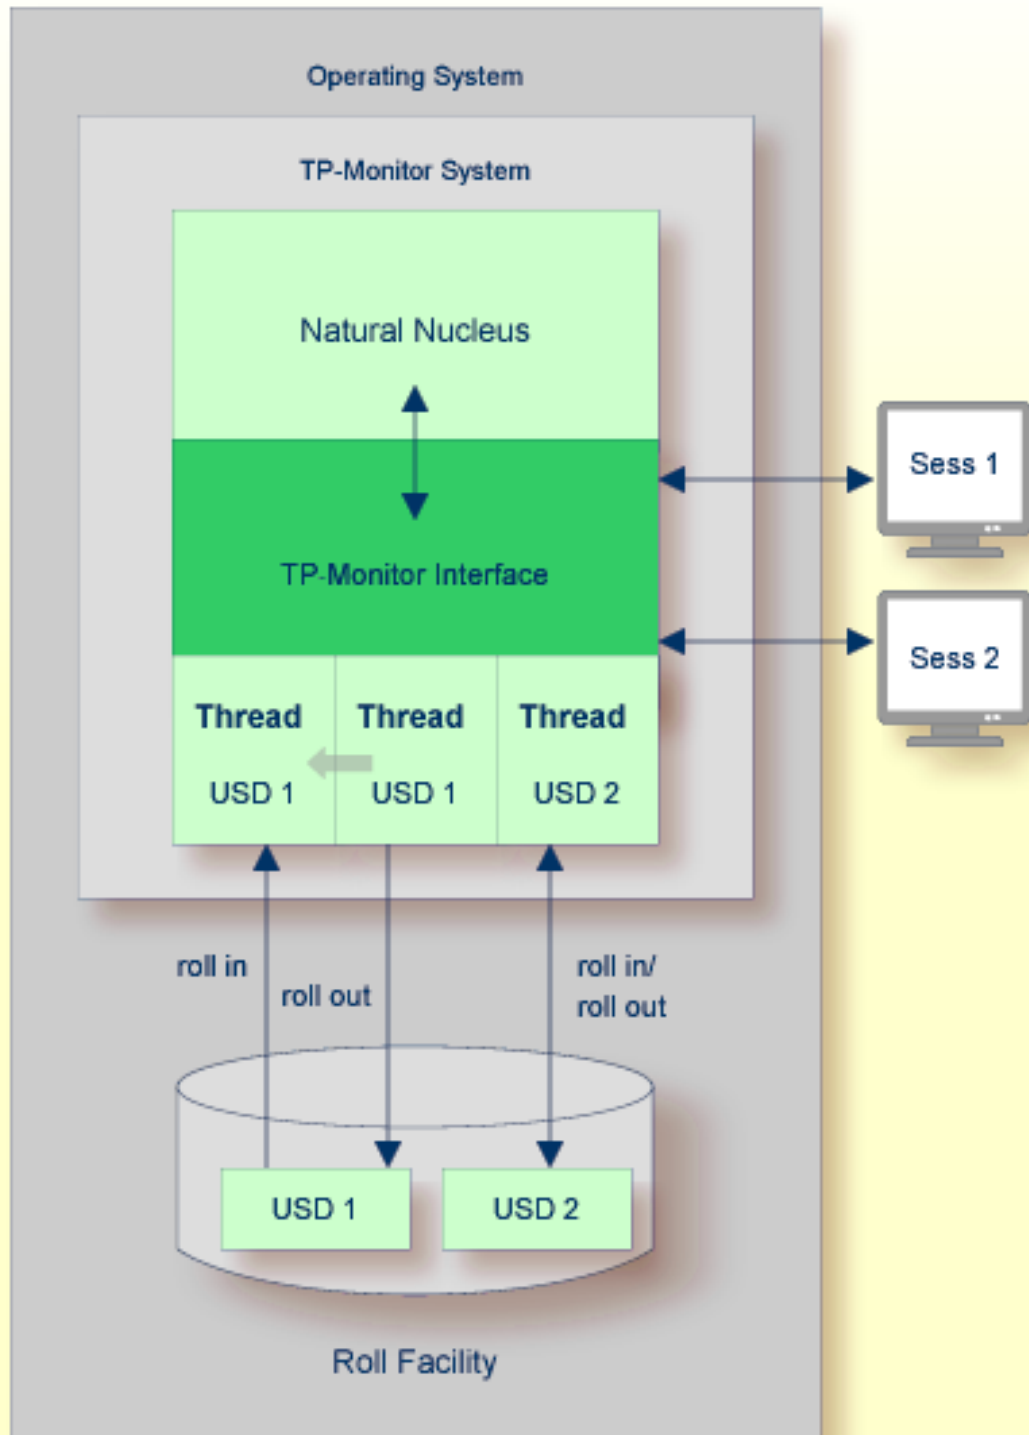 Operating System
TP-Monitor System
Natural Nucleus
Sess 1
TP-Monitor Interface
Sess 2
Thread Thread Thread
USD 1 USD 1 USD 2
roll in
roll out
roll in/
roll out
USD 1 USD 2
Roll Facility